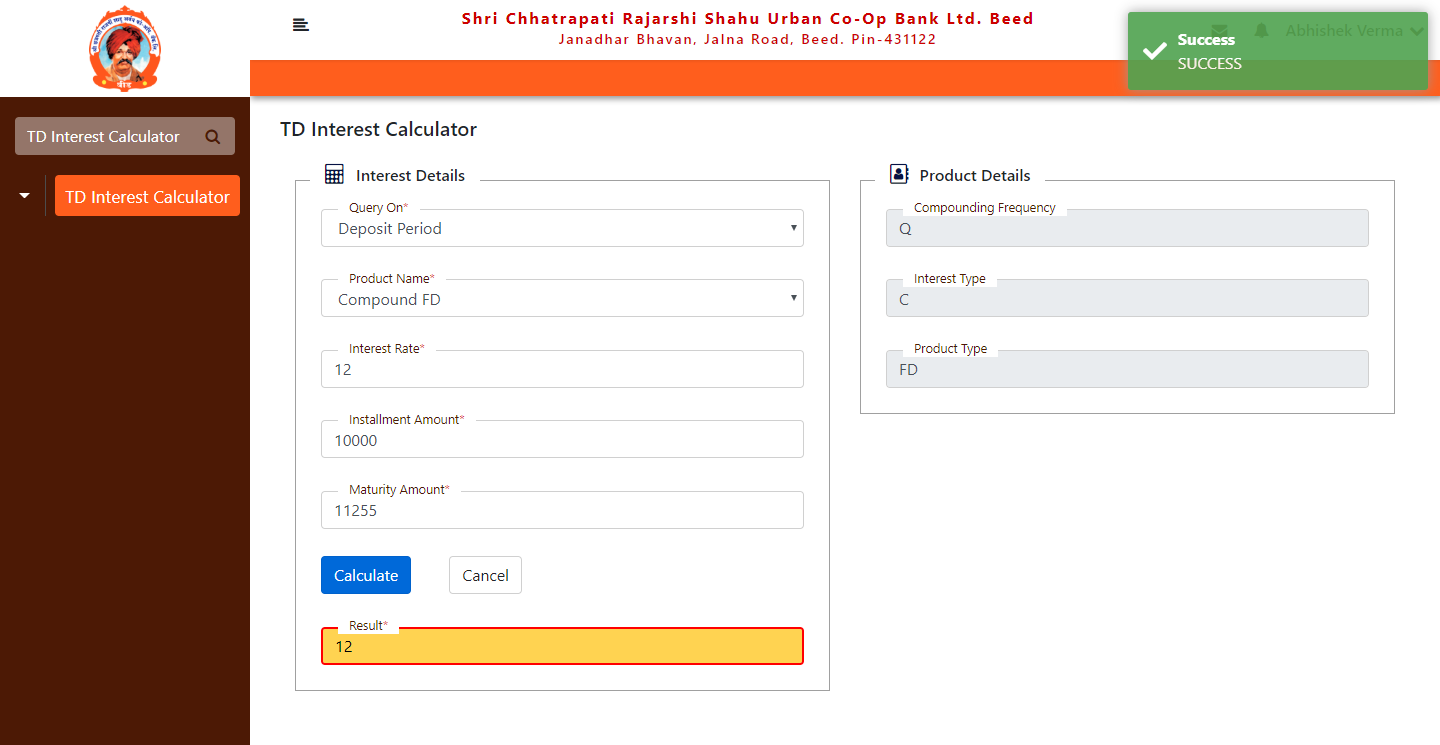 Shri Chhatrapati Rajarshi Shahu Urban Co-Op Bank Ltd. Beed
Janadhar Bhavan, Jalna Road, Beed. Pin-431122
Abhishek Verma
Success
SUCCESS
TD Interest Calculator
TD Interest Calculator
TD Interest Calculator
Interest Details
Query On*
Deposit Period
Product Name*
Compound FD
Interest Rate*
12
Installment Amount*
10000
Maturity Amount*
11255
Calculate Cancel
Result*
12
Product Details
Compounding Frequency
Q
Interest Type
C
Product Type
FD